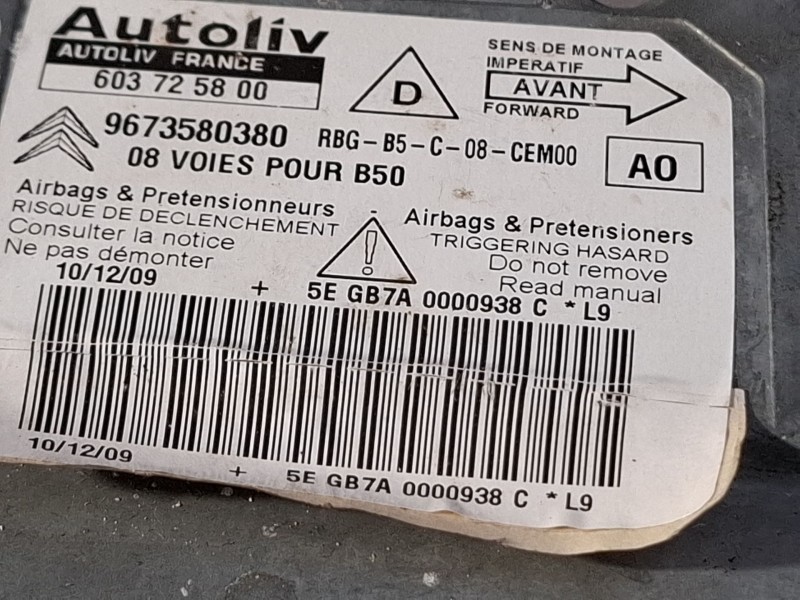 Autoliv
AUTOLIV FRANCE
603 72 58 00
D
SENS DE MONTAGE
IMPERATIF
AVANT
FORWARD
9673580380 RBG-B5-C-08-CEM00
A0
08 VOIES POUR B50
Airbags & Pretensionneurs
RISQUE DE DECLENCHEMENT
Consulter la notice
Ne pas démonter
!
Airbags & Pretensioners
TRIGGERING HASARD
Do not remove
Read manual
10/12/09 + 5E GB7A 0000938 C *L9
10/12/09 + 5E GB7A 0000938 C *L9